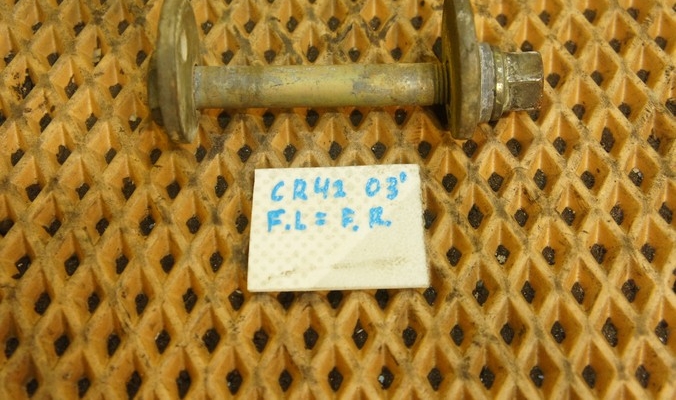 CR42 03'
F.L = F.R.